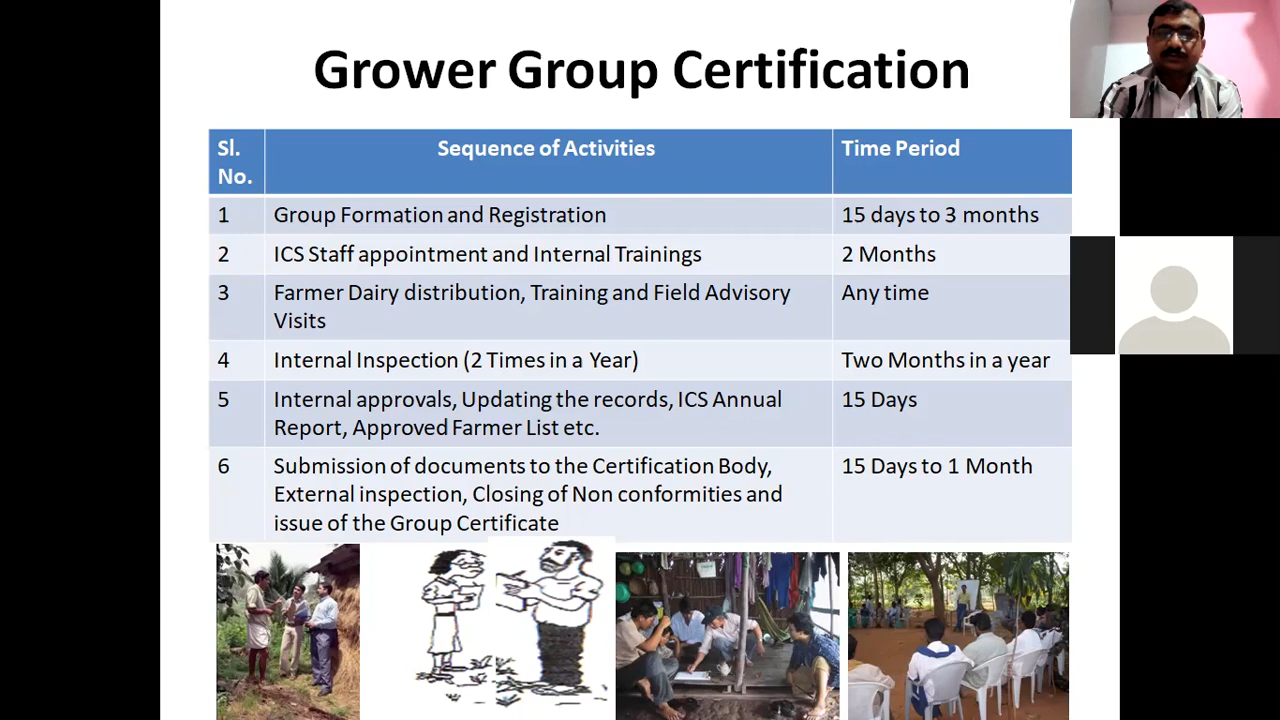 Grower Group Certification
Sl. No.
Sequence of Activities
Time Period
1
Group Formation and Registration
15 days to 3 months
2
ICS Staff appointment and Internal Trainings
2 Months
3
Farmer Dairy distribution, Training and Field Advisory
Visits
Any time
4
Internal Inspection (2 Times in a Year)
Two Months in a year
5
Internal approvals, Updating the records, ICS Annual
Report, Approved Farmer List etc.
15 Days
6
Submission of documents to the Certification Body,
External inspection, Closing of Non conformities and
issue of the Group Certificate
15 Days to 1 Month